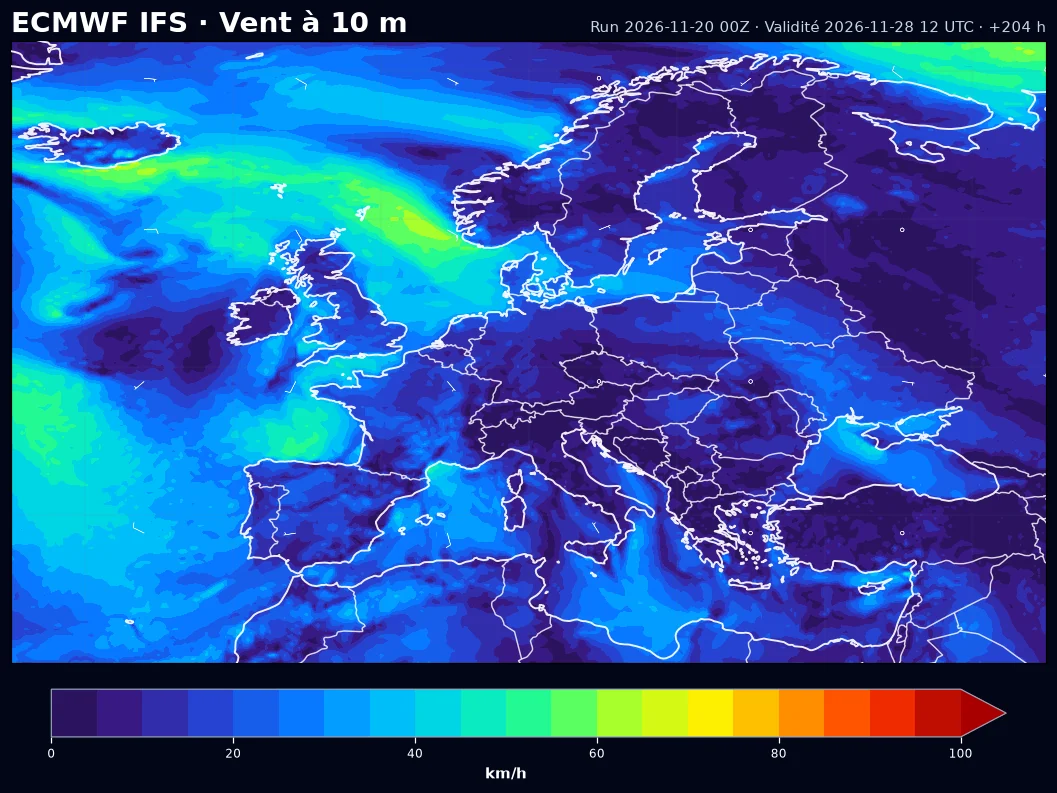 ECMWF IFS · Vent à 10 m
Run 2026-11-20 00Z · Validité 2026-11-28 12 UTC · +204 h
0 20 40 60 80 100
km/h